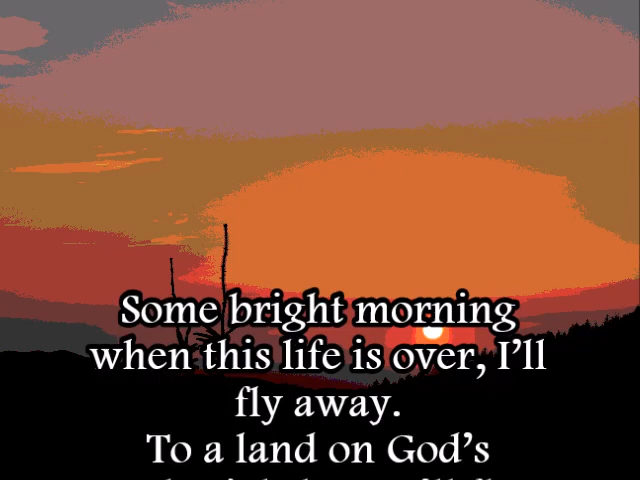 Some bright morning
when this life is over, I’ll
fly away.
To a land on God’s